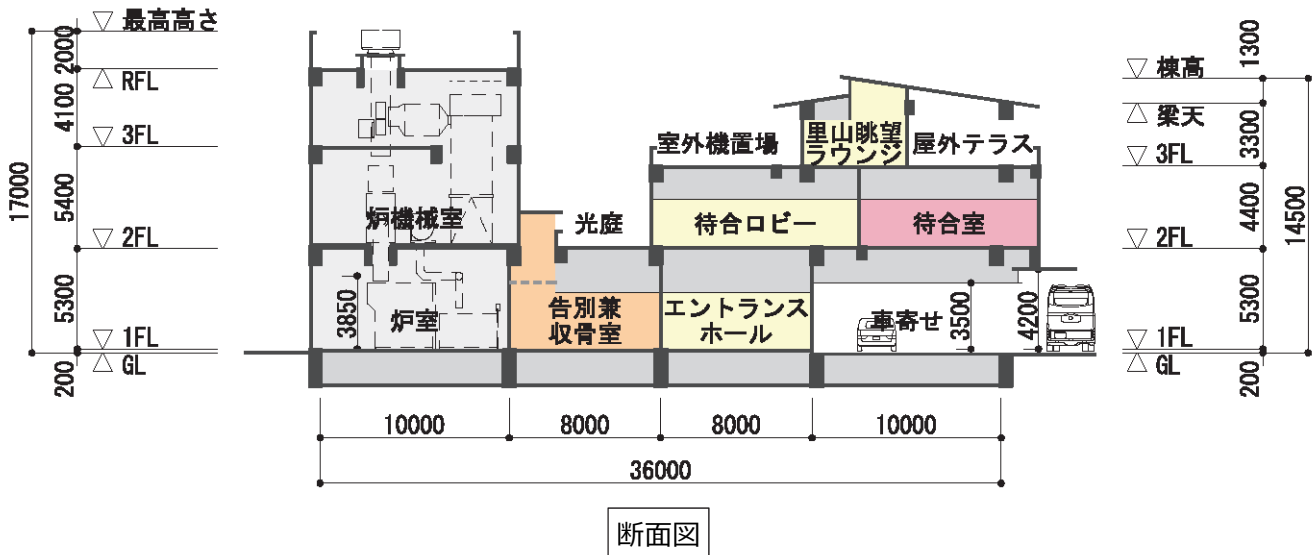 最高高さ
RFL
3FL
2FL
1FL
GL
2000
4100
5400
5300
200
17000
炉機械室
炉室
3850
光庭
告別兼
収骨室
室外機置場
里山眺望
ラウンジ
屋外テラス
待合ロビー
待合室
エントランス
ホール
車寄せ
3500
4200
棟高
梁天
3FL
2FL
1FL
GL
1300
3300
4400
5300
200
14500
10000
8000
8000
10000
36000
断面図